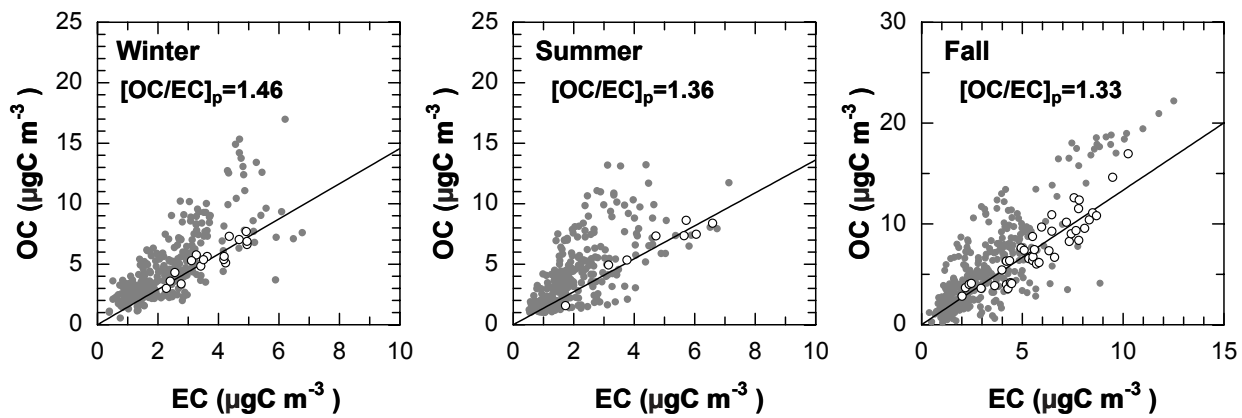 Winter
[OC/EC]p=1.46
OC (µgC m-3 )
25
20
15
10
5
0
0 2 4 6 8 10
EC (µgC m-3 )
Summer
[OC/EC]p=1.36
OC (µgC m-3 )
25
20
15
10
5
0
0 2 4 6 8 10
EC (µgC m-3 )
Fall
[OC/EC]p=1.33
OC (µgC m-3 )
30
20
10
0
0 5 10 15
EC (µgC m-3 )